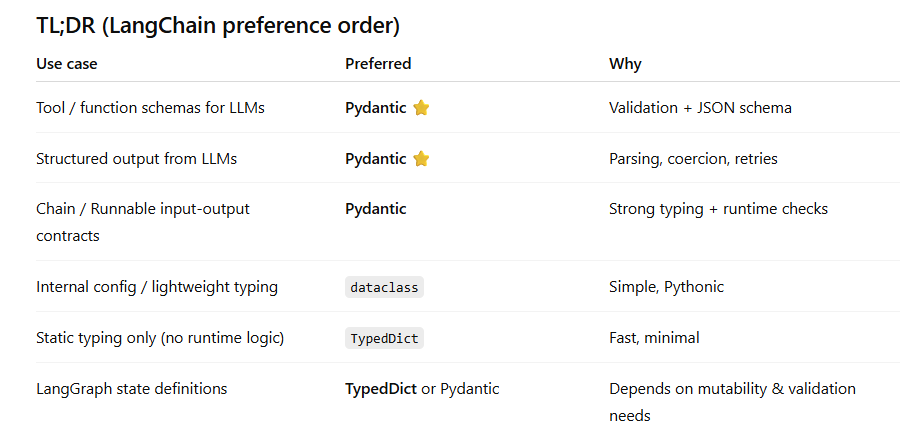 TL;DR (LangChain preference order)
Use case Preferred Why
Tool / function schemas for LLMs Pydantic ⭐ Validation + JSON schema
Structured output from LLMs Pydantic ⭐ Parsing, coercion, retries
Chain / Runnable input-output Pydantic Strong typing + runtime checks
contracts
Internal config / lightweight typing dataclass Simple, Pythonic
Static typing only (no runtime logic) TypedDict Fast, minimal
LangGraph state definitions TypedDict or Pydantic Depends on mutability & validation
needs